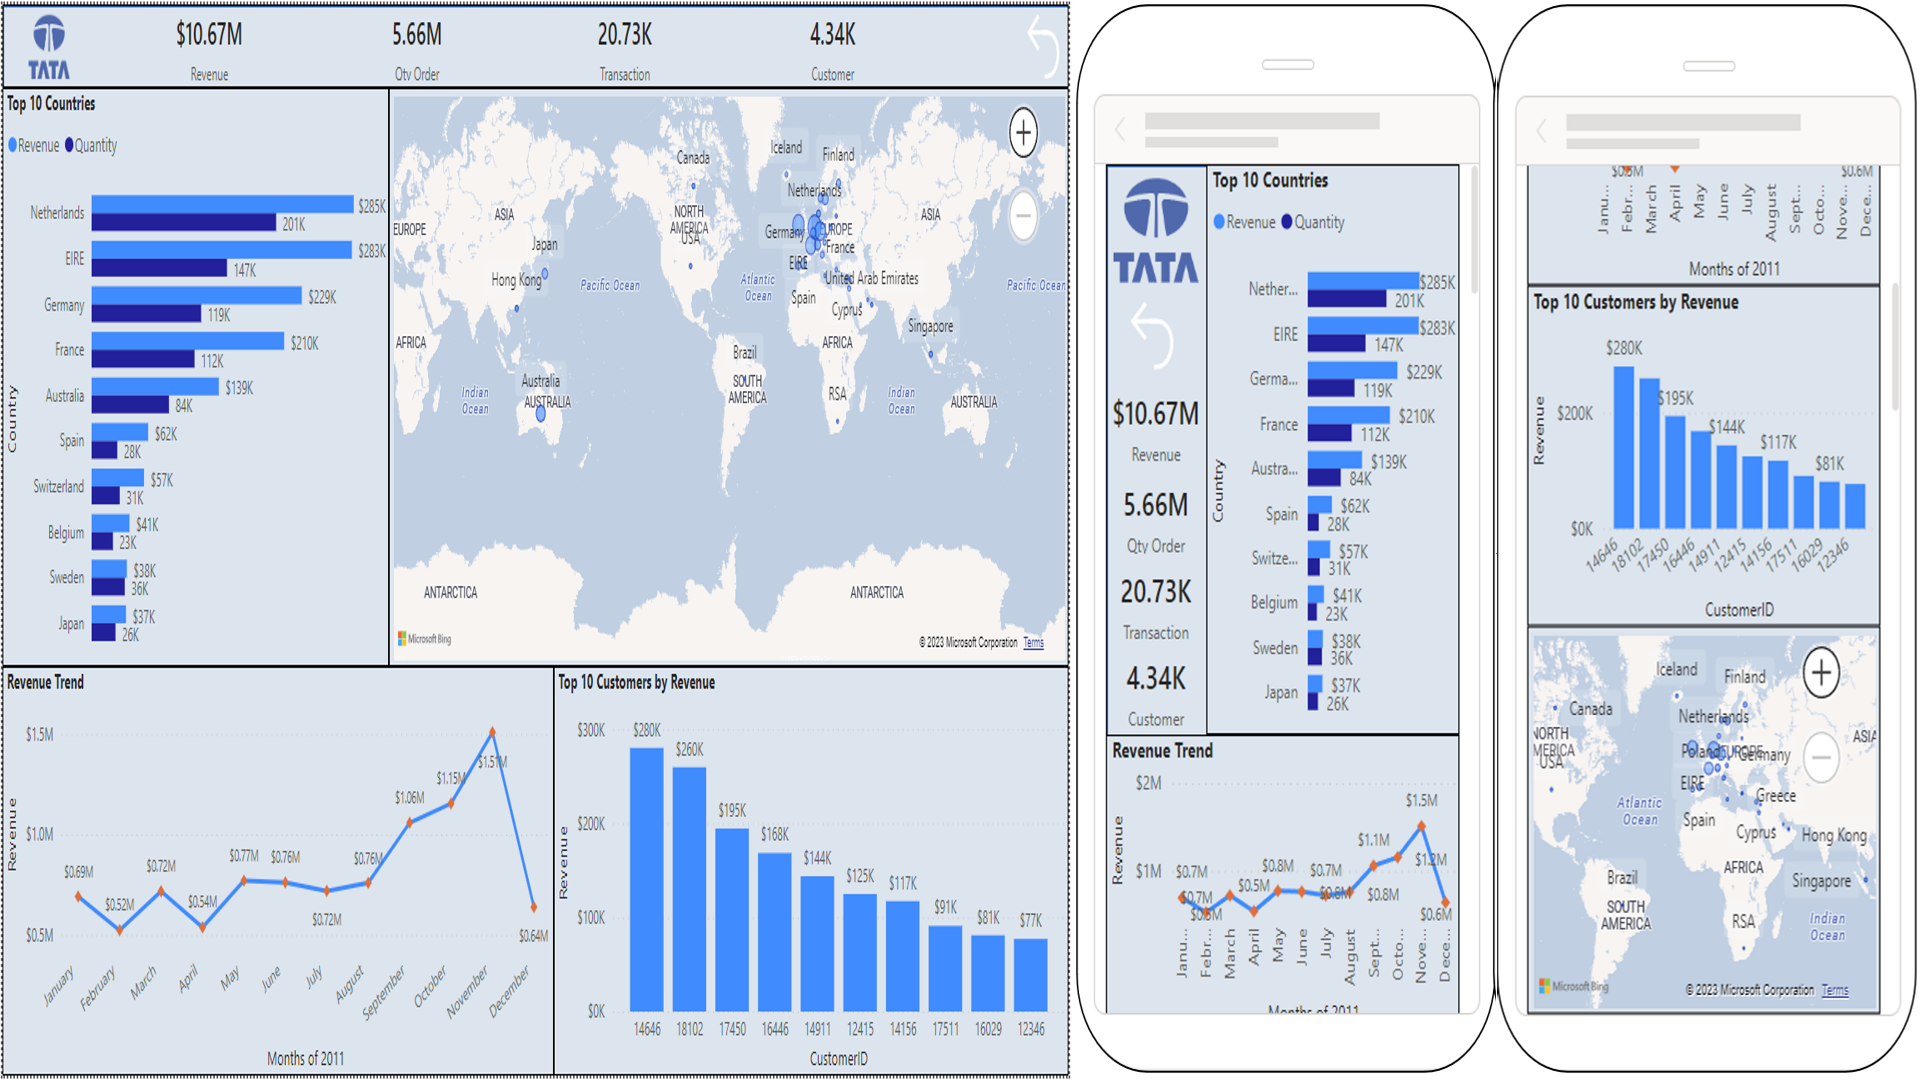 TATA
$10.67M
Revenue
5.66M
Qty Order
20.73K
Transaction
4.34K
Customer
Top 10 Countries
Revenue Quantity
Country
Netherlands $285K
201K
EIRE $283K
147K
Germany $229K
119K
France $210K
112K
Australia $139K
84K
Spain $62K
28K
Switzerland $57K
31K
Belgium $41K
23K
Sweden $38K
36K
Japan $37K
26K
Canada
Iceland
Finland
Netherlands
EUROPE
ASIA
NORTH
AMERICA
USA
Germany
EUROPE
France
ASIA
Japan
EIRE
Hong Kong
Pacific Ocean
Atlantic
Ocean
United Arab Emirates
Pacific Ocean
Spain
Cyprus
Singapore
AFRICA
Brazil
AFRICA
Australia
SOUTH
AMERICA
Indian
Ocean
AUSTRALIA
RSA
Indian
Ocean
AUSTRALIA
ANTARCTICA
ANTARCTICA
Microsoft Bing
© 2023 Microsoft Corporation Terms
Revenue Trend
Revenue
$1.5M
$1.0M
$0.5M
$0.69M
$0.52M
$0.72M
$0.54M
$0.77M
$0.76M
$0.72M
$0.76M
$1.06M
$1.15M
$1.51M
$0.64M
January
February
March
April
May
June
July
August
September
October
November
December
Months of 2011
Top 10 Customers by Revenue
Revenue
$300K
$200K
$100K
$0K
$280K
$260K
$195K
$168K
$144K
$125K
$117K
$91K
$81K
$77K
14646 18102 17450 16446 14911 12415 14156 17511 16029 12346
CustomerID
TATA
$10.67M
Revenue
5.66M
Qty Order
20.73K
Transaction
4.34K
Customer
Top 10 Countries
Revenue Quantity
Country
Nether... $285K
201K
EIRE $283K
147K
Germa... $229K
119K
France $210K
112K
Austra... $139K
84K
Spain $62K
28K
Switze... $57K
31K
Belgium $41K
23K
Sweden $38K
36K
Japan $37K
26K
Revenue Trend
Revenue
$2M
$1M
$0.7M
$0.5M
$0.7M
$0.5M
$0.8M
$0.7M
$0.8M
$1.1M
$0.8M
$1.5M
$1.2M
$0.6M
Janu...
Febr...
March
April
May
June
July
August
Sept...
Octo...
Nove...
Dece...
Months of 2011
$0.6M
Janu...
Febr...
March
April
May
June
July
August
Sept...
Octo...
Nove...
Dece...
Months of 2011
Top 10 Customers by Revenue
Revenue
$200K
$0K
$280K
$195K
$144K
$117K
$81K
14646
18102
17450
16446
14911
12415
14156
17511
16029
12346
CustomerID
Iceland
Finland
Canada
Netherlands
NORTH
MERICA
USA
Poland
EUROPE
Germany
ASIA
EIRE
Greece
Atlantic
Ocean
Spain
Cyprus
Hong Kong
AFRICA
Brazil
Singapore
SOUTH
AMERICA
RSA
Indian
Ocean
Microsoft Bing
© 2023 Microsoft Corporation Terms